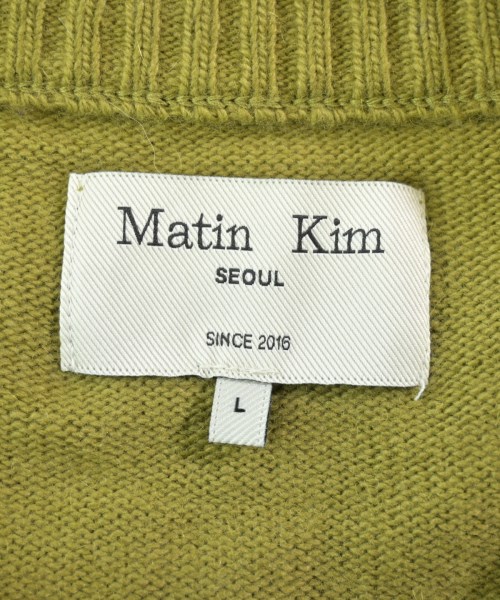 Matin Kim
SEOUL
SINCE 2016
L